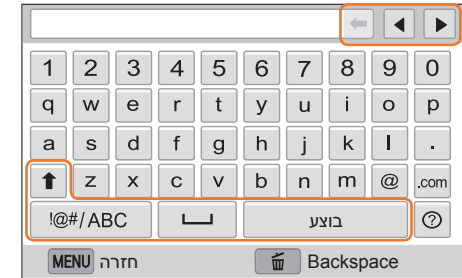 1 2 3 4 5 6 7 8 9 0
q w e r t y u i o p
a s d f g h j k l .
z x c v b n m @ .com
!@#/ABC בוצע ?
MENU חזרה Backspace